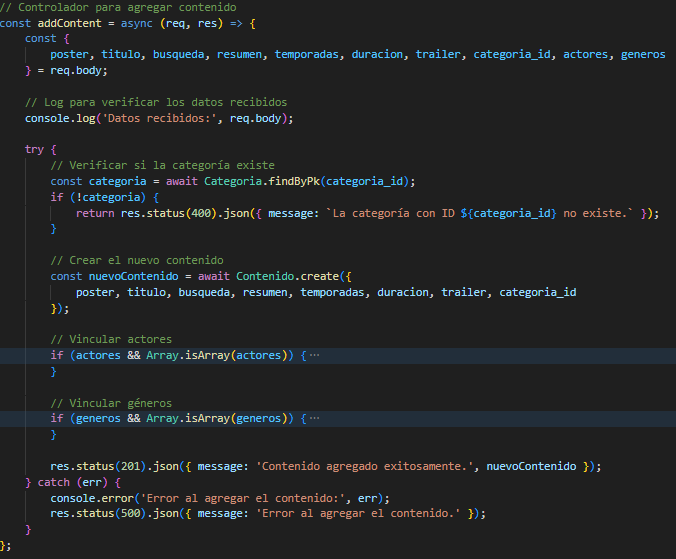 // Controlador para agregar contenido
const addContent = async (req, res) => {
    const {
        poster, titulo, busqueda, resumen, temporadas, duracion, trailer, categoria_id, actores, generos
    } = req.body;

    // Log para verificar los datos recibidos
    console.log('Datos recibidos:', req.body);

    try {
        // Verificar si la categoría existe
        const categoria = await Categoria.findByPk(categoria_id);
        if (!categoria) {
            return res.status(400).json({ message: `La categoría con ID ${categoria_id} no existe.` });
        }

        // Crear el nuevo contenido
        const nuevoContenido = await Contenido.create({
            poster, titulo, busqueda, resumen, temporadas, duracion, trailer, categoria_id
        });

        // Vincular actores
        if (actores && Array.isArray(actores)) {···
        }

        // Vincular géneros
        if (generos && Array.isArray(generos)) {···
        }

        res.status(201).json({ message: 'Contenido agregado exitosamente.', nuevoContenido });
    } catch (err) {
        console.error('Error al agregar el contenido:', err);
        res.status(500).json({ message: 'Error al agregar el contenido.' });
    }
};